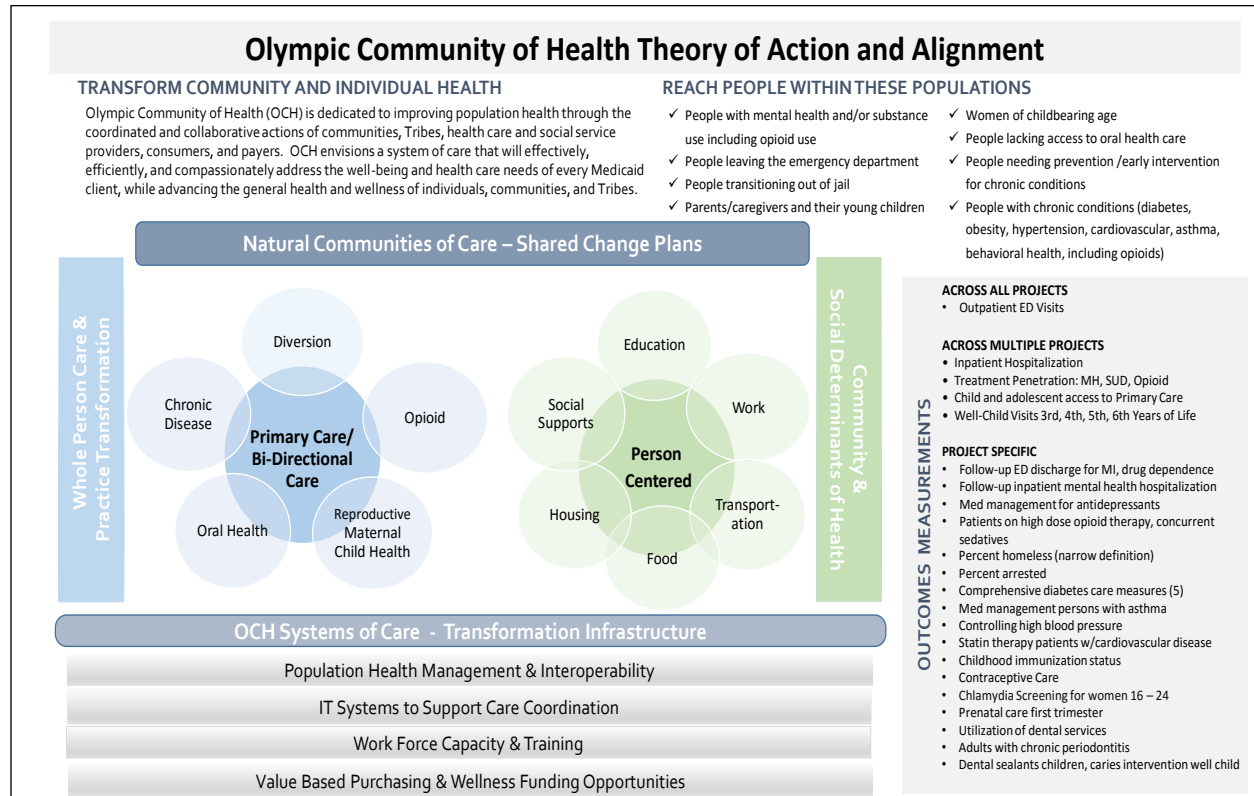 Olympic Community of Health Theory of Action and Alignment
TRANSFORM COMMUNITY AND INDIVIDUAL HEALTH
Olympic Community of Health (OCH) is dedicated to improving population health through the
coordinated and collaborative actions of communities, Tribes, health care and social service
providers, consumers, and payers. OCH envisions a system of care that will effectively,
efficiently, and compassionately address the well-being and health care needs of every Medicaid
client, while advancing the general health and wellness of individuals, communities, and Tribes.
REACH PEOPLE WITHIN THESE POPULATIONS
✓ People with mental health and/or substance
use including opioid use
✓ People leaving the emergency department
✓ People transitioning out of jail
✓ Parents/caregivers and their young children
✓ Women of childbearing age
✓ People lacking access to oral health care
✓ People needing prevention /early intervention
for chronic conditions
✓ People with chronic conditions (diabetes,
obesity, hypertension, cardiovascular, asthma,
behavioral health, including opioids)
Natural Communities of Care – Shared Change Plans
Whole Person Care &
Practice Transformation
Diversion
Chronic
Disease
Opioid
Primary Care/
Bi-Directional
Care
Oral Health
Reproductive
Maternal
Child Health
Education
Social
Supports
Work
Person
Centered
Housing
Transport-
ation
Food
Community &
Social Determinants of Health
OCH Systems of Care - Transformation Infrastructure
Population Health Management & Interoperability
IT Systems to Support Care Coordination
Work Force Capacity & Training
Value Based Purchasing & Wellness Funding Opportunities
OUTCOMES MEASUREMENTS
ACROSS ALL PROJECTS
• Outpatient ED Visits
ACROSS MULTIPLE PROJECTS
• Inpatient Hospitalization
• Treatment Penetration: MH, SUD, Opioid
• Child and adolescent access to Primary Care
• Well-Child Visits 3rd, 4th, 5th, 6th Years of Life
PROJECT SPECIFIC
• Follow-up ED discharge for MI, drug dependence
• Follow-up inpatient mental health hospitalization
• Med management for antidepressants
• Patients on high dose opioid therapy, concurrent
sedatives
• Percent homeless (narrow definition)
• Percent arrested
• Comprehensive diabetes care measures (5)
• Med management persons with asthma
• Controlling high blood pressure
• Statin therapy patients w/cardiovascular disease
• Childhood immunization status
• Contraceptive Care
• Chlamydia Screening for women 16 – 24
• Prenatal care first trimester
• Utilization of dental services
• Adults with chronic periodontitis
• Dental sealants children, caries intervention well child